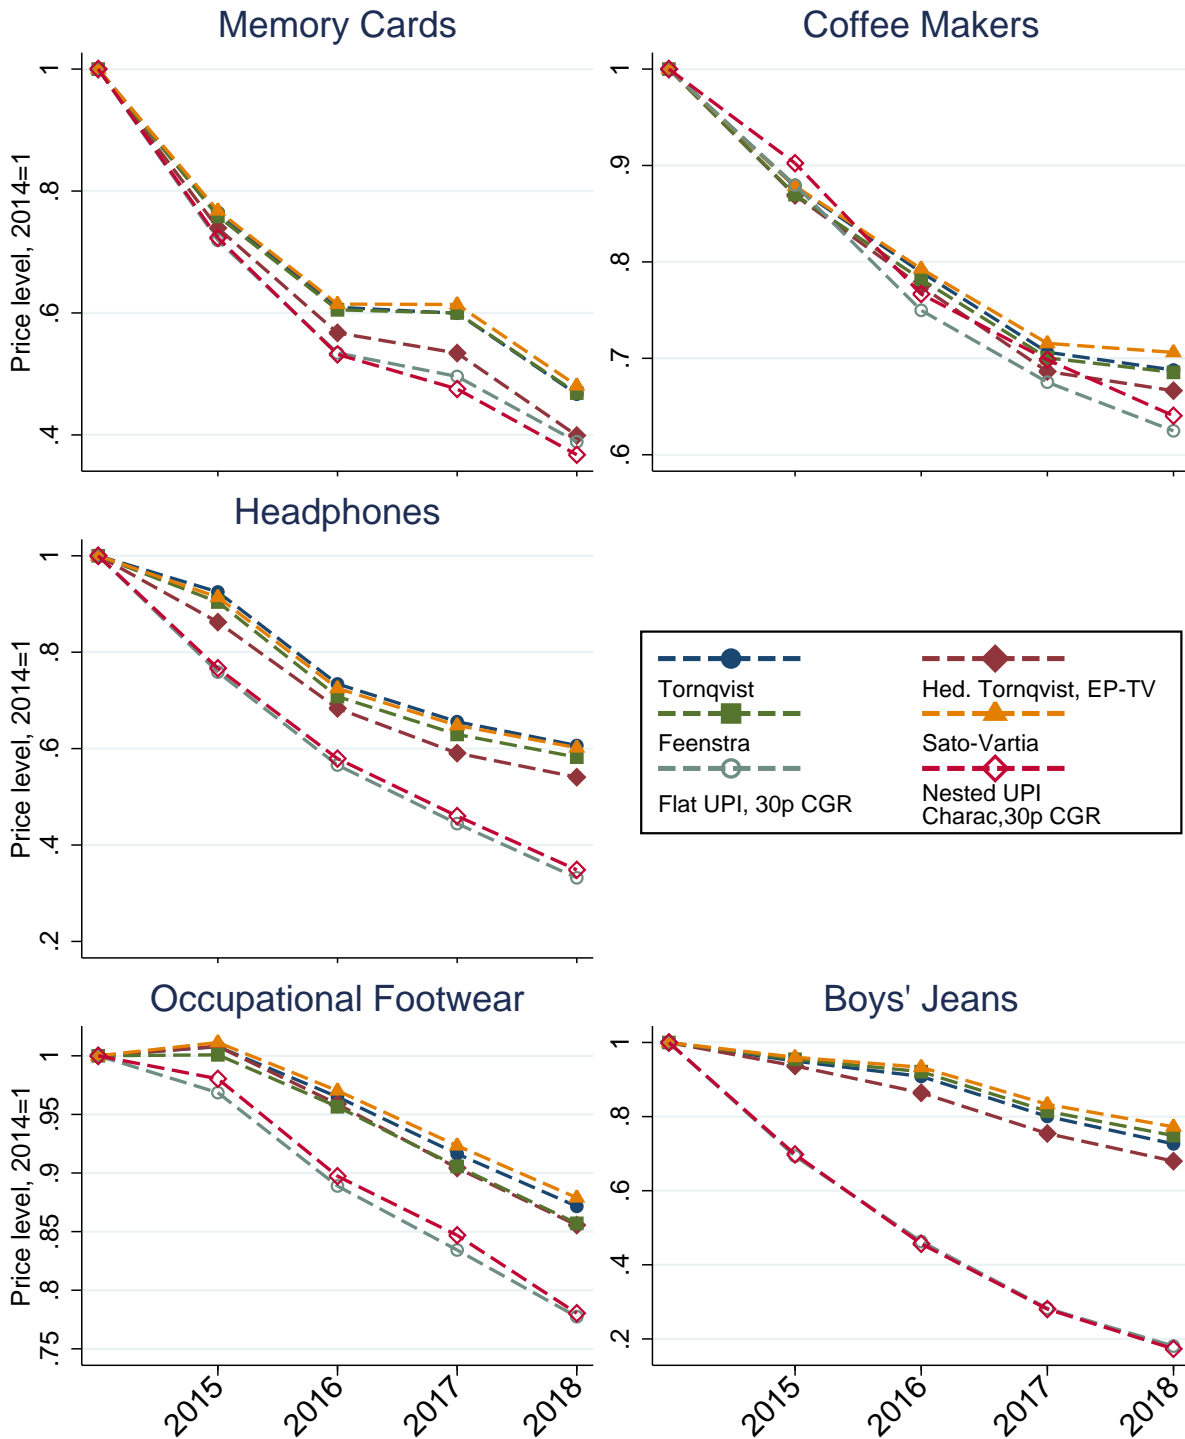 Memory Cards
Price level, 2014=1
1
.8
.6
.4
Coffee Makers
1
.9
.8
.7
.6
Headphones
Price level, 2014=1
1
.8
.6
.4
.2
Tornqvist
Hed. Tornqvist, EP-TV
Feenstra
Sato-Vartia
Flat UPI, 30p CGR
Nested UPI
Charac,30p CGR
Occupational Footwear
Price level, 2014=1
1
.95
.9
.85
.8
.75
2015
2016
2017
2018
Boys' Jeans
1
.8
.6
.4
.2
2015
2016
2017
2018